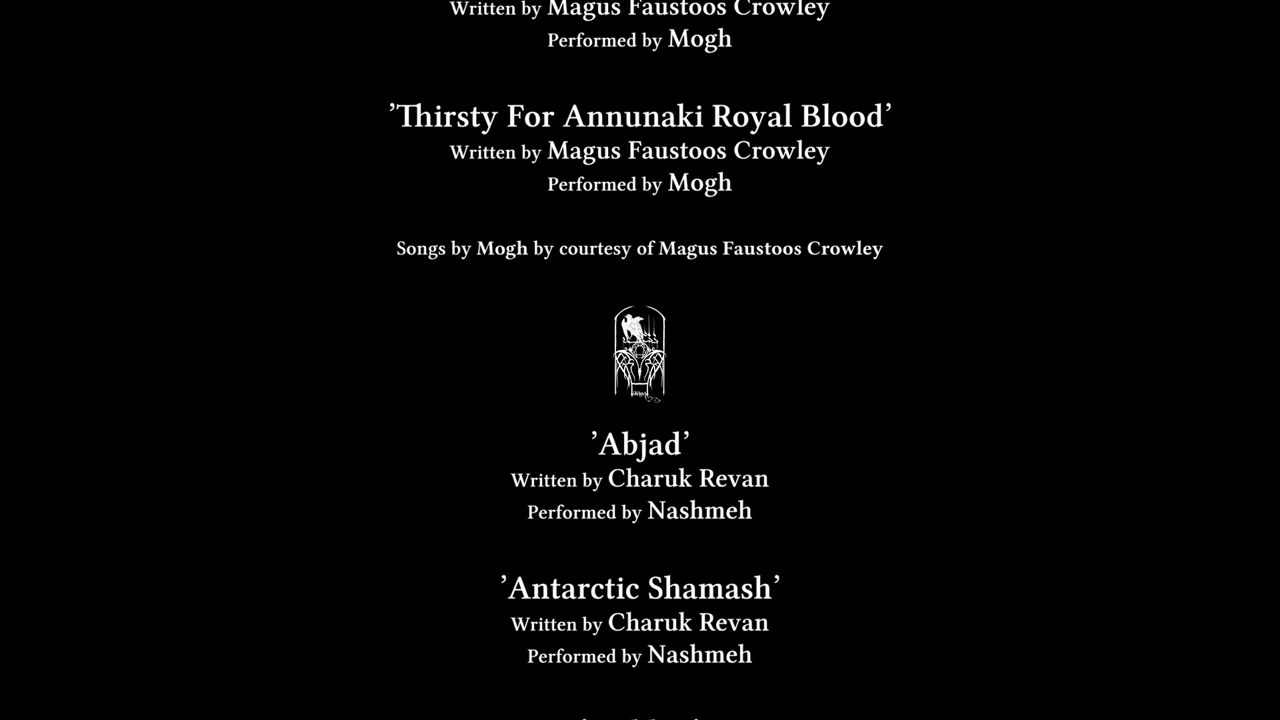 Written by Magus Faustoos Crowley
Performed by Mogh
’Thirsty For Annunaki Royal Blood’
Written by Magus Faustoos Crowley
Performed by Mogh
Songs by Mogh by courtesy of Magus Faustoos Crowley
’Abjad’
Written by Charuk Revan
Performed by Nashmeh
’Antarctic Shamash’
Written by Charuk Revan
Performed by Nashmeh